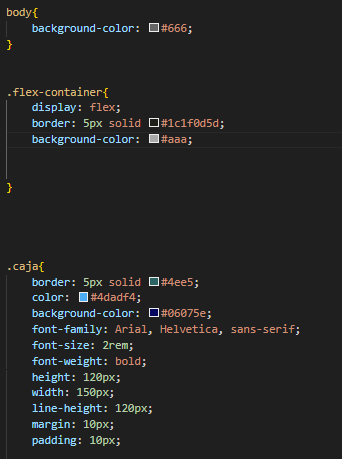 body{
background-color: #666;
}
.flex-container{
display: flex;
border: 5px solid #1c1f0d5d;
background-color: #aaa;
}
.caja{
border: 5px solid #4ee5;
color: #4dadf4;
background-color: #06075e;
font-family: Arial, Helvetica, sans-serif;
font-size: 2rem;
font-weight: bold;
height: 120px;
width: 150px;
line-height: 120px;
margin: 10px;
padding: 10px;